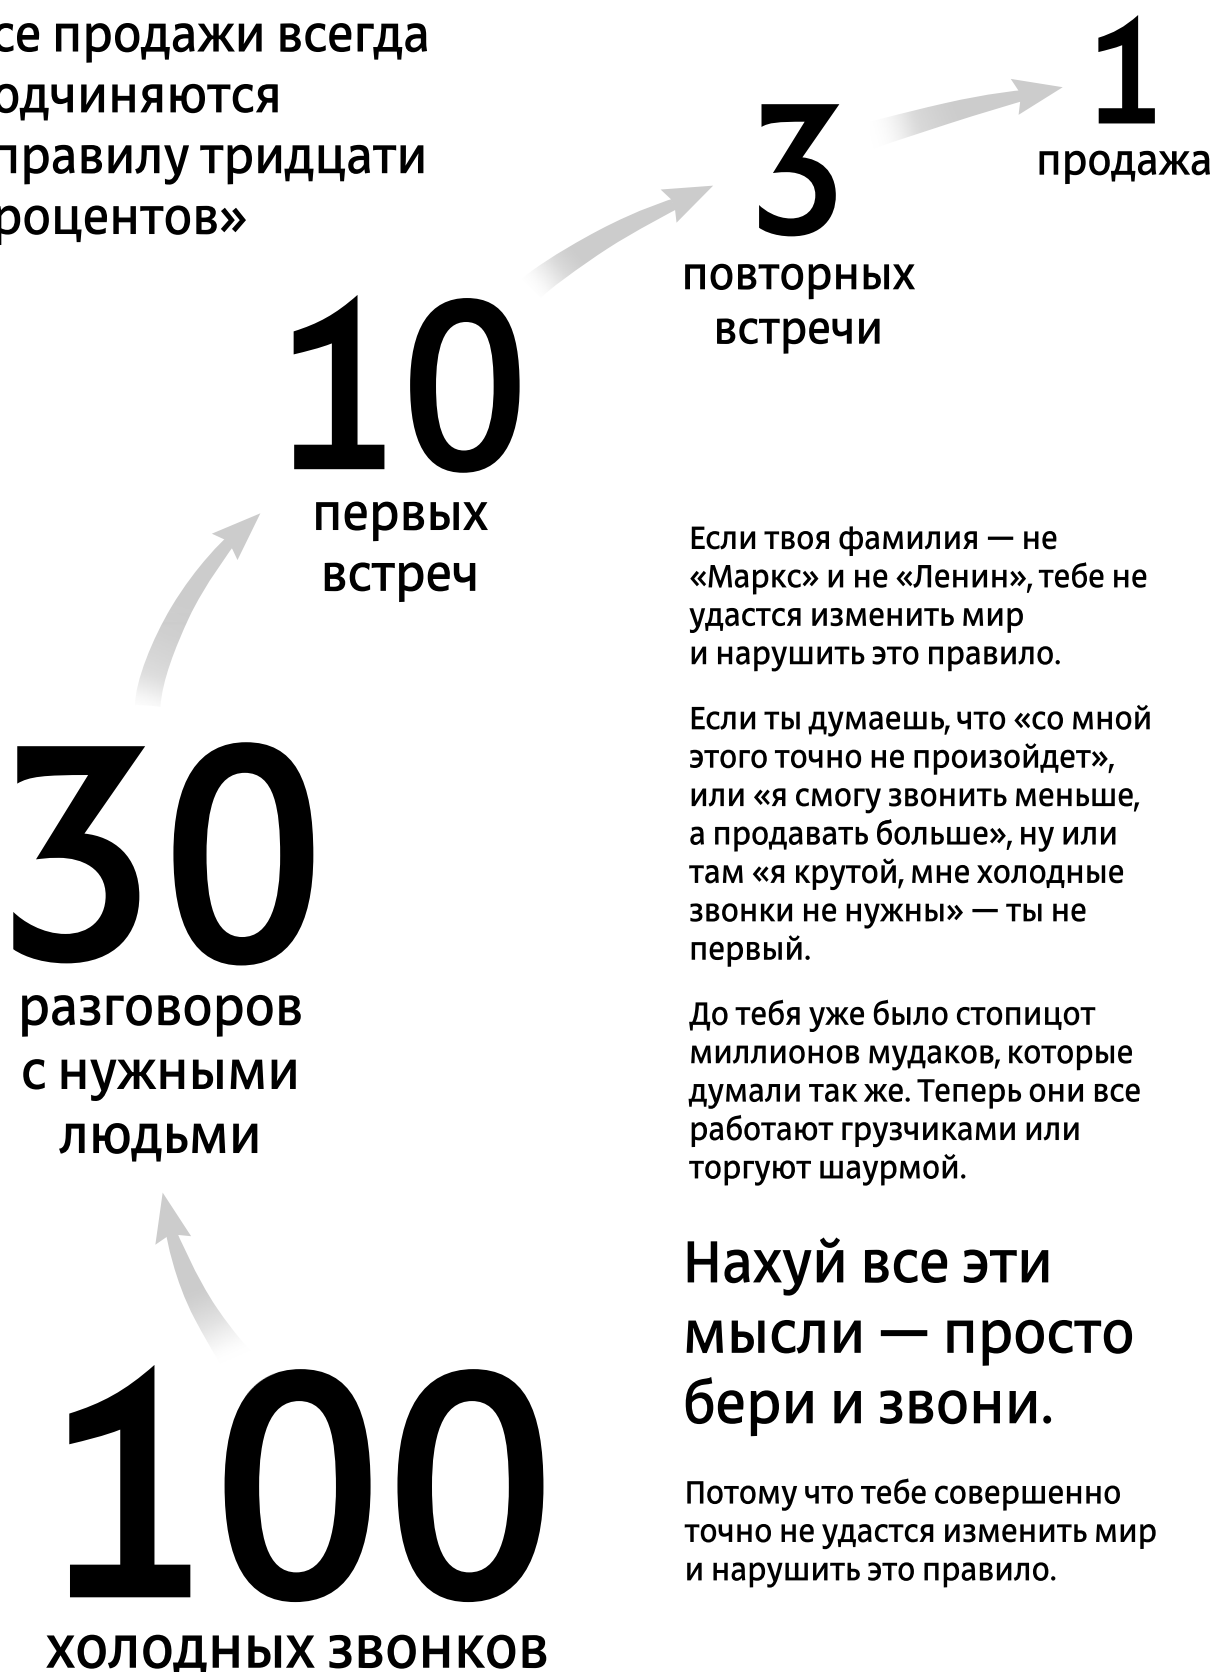 се продажи всегда
одчиняются
правилу тридцати
роцентов»
1
продажа
3
повторных
встречи
10
первых
встреч
30
разговоров
с нужными
людьми
100
холодных звонков
Если твоя фамилия — не
«Маркс» и не «Ленин», тебе не
удастся изменить мир
и нарушить это правило.
Если ты думаешь, что «со мной
этого точно не произойдет»,
или «я смогу звонить меньше,
а продавать больше», ну или
там «я крутой, мне холодные
звонки не нужны» — ты не
первый.
До тебя уже было стопицот
миллионов мудаков, которые
думали так же. Теперь они все
работают грузчиками или
торгуют шаурмой.
Нахуй все эти
мысли — просто
бери и звони.
Потому что тебе совершенно
точно не удастся изменить мир
и нарушить это правило.